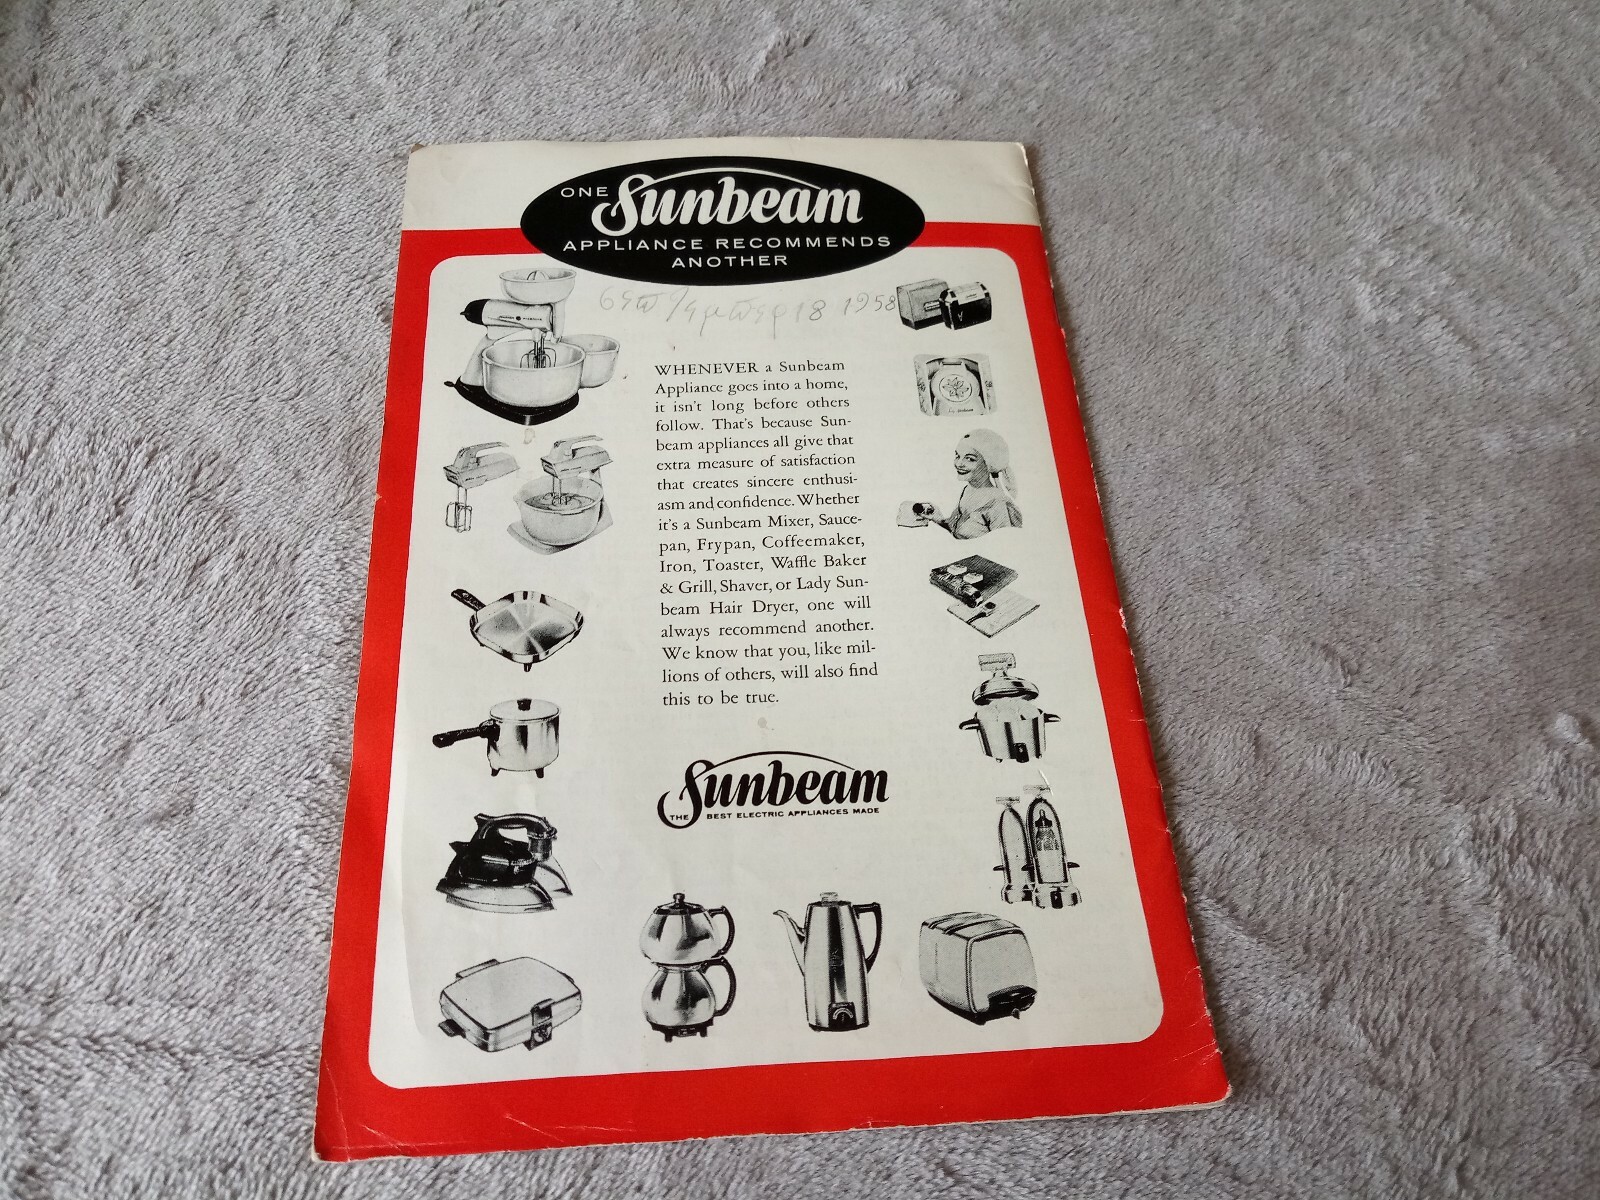 ONE Sunbeam
APPLIANCE RECOMMENDS
ANOTHER
18 1958
WHENEVER a Sunbeam
Appliance goes into a home,
it isn't long before others
follow. That's because Sun-
beam appliances all give that
extra measure of satisfaction
that creates sincere enthusi-
asm and confidence. Whether
it's a Sunbeam Mixer, Sauce-
pan, Frypan, Coffeemaker,
Iron, Toaster, Waffle Baker
& Grill, Shaver, or Lady Sun-
beam Hair Dryer, one will
always recommend another.
We know that you, like mil-
lions of others, will also find
this to be true.
Sunbeam
THE BEST ELECTRIC APPLIANCES MADE